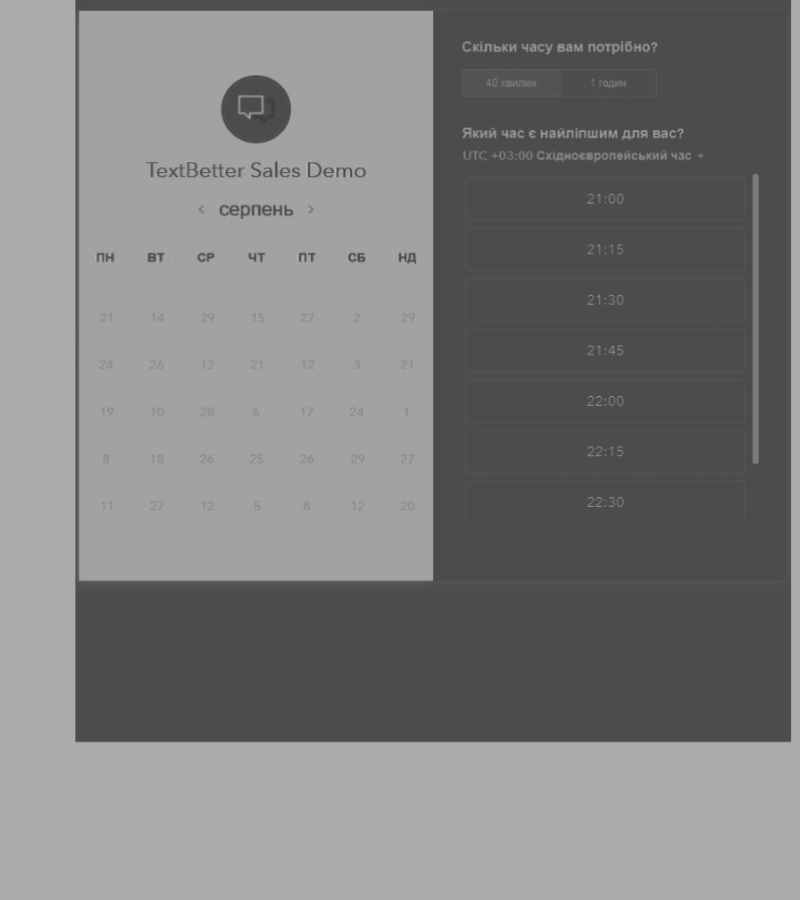 TextBetter Sales Demo
‹ серпень ›
ПН ВТ СР ЧТ ПТ СБ НД
21 14 29 15 27 2 29
24 26 12 21 12 3 21
19 10 28 6 17 24 1
8 18 26 25 26 29 27
11 27 12 5 8 12 20
Скільки часу вам потрібно?
40 хвилин 1 годин
Який час є найліпшим для вас?
UTC +03:00 Східноєвропейський час
21:00
21:15
21:30
21:45
22:00
22:15
22:30